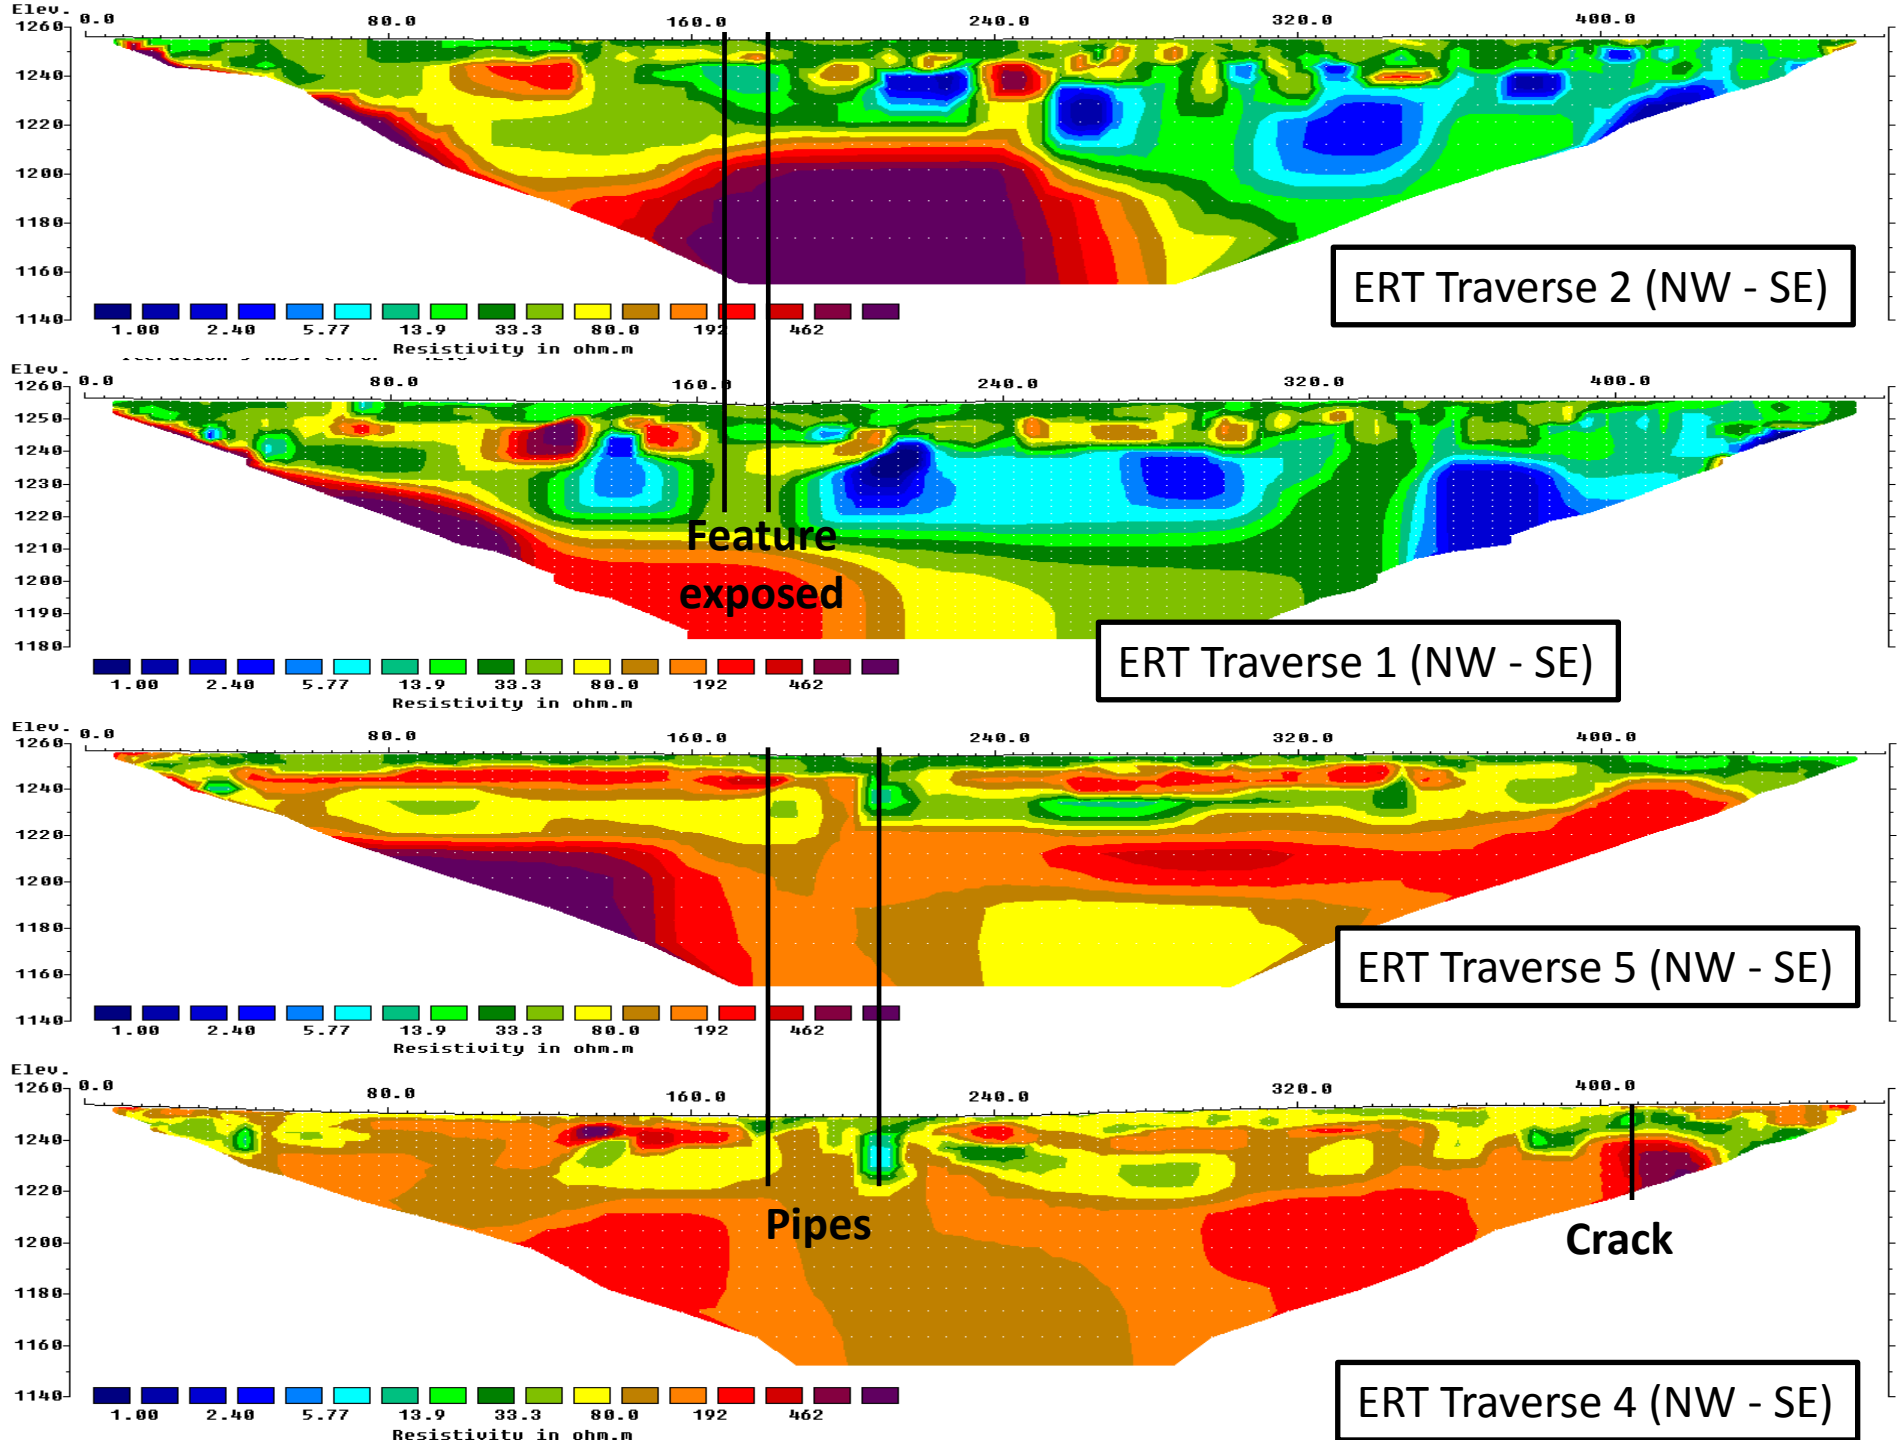 Elev.
1260 0.0 80.0 160.0 240.0 320.0 400.0
1240
1220
1200
1180
1160
ERT Traverse 2 (NW - SE)
1140
1.00 2.40 5.77 13.9 33.3 80.0 192 462
Resistivity in ohm.m
Elev.
1260 0.0 80.0 160.0 240.0 320.0 400.0
1250
1240
1230
1220
1210
Feature
exposed
1200
1190
1180
ERT Traverse 1 (NW - SE)
1.00 2.40 5.77 13.9 33.3 80.0 192 462
Resistivity in ohm.m
Elev.
1260 0.0 80.0 160.0 240.0 320.0 400.0
1240
1220
1200
1180
1160
ERT Traverse 5 (NW - SE)
1140
1.00 2.40 5.77 13.9 33.3 80.0 192 462
Resistivity in ohm.m
Elev.
1260 0.0 80.0 160.0 240.0 320.0 400.0
1240
1220
Pipes
Crack
1200
1180
1160
1140
ERT Traverse 4 (NW - SE)
1.00 2.40 5.77 13.9 33.3 80.0 192 462
Resistivity in ohm.m